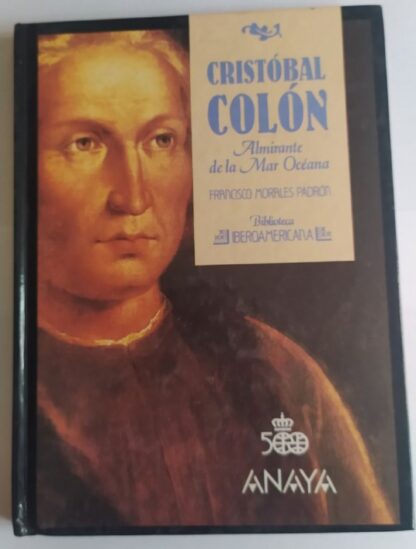 CRISTÓBAL
COLÓN
Almirante
de la Mar Océana
FRANCISCO MORALES PADRÓN
Biblioteca
IBEROAMERICANA
500
ANAYA